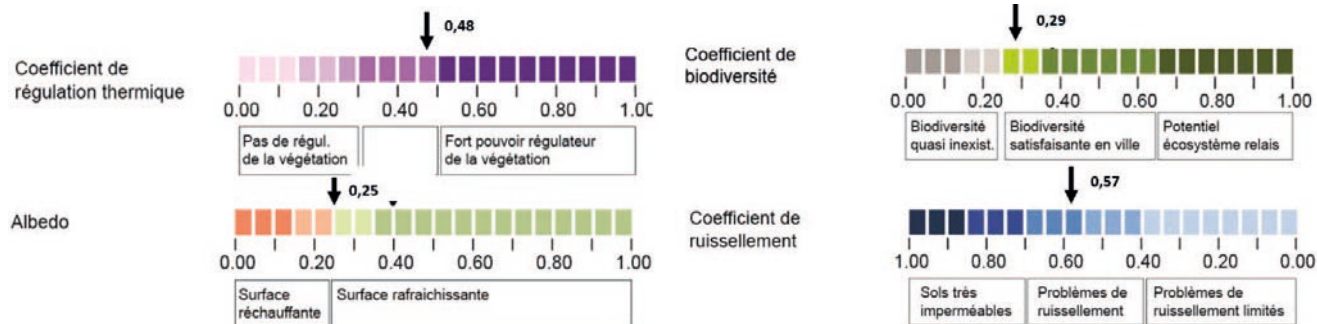 0,48
Coefficient de
régulation thermique
0.00 0.20 0.40 0.60 0.80 1.00
Pas de régul.
de la végétation
Fort pouvoir régulateur
de la végétation
0,25
Albedo
0.00 0.20 0.40 0.60 0.80 1.00
Surface
réchauffante
Surface rafraichissante
0,29
Coefficient de
biodiversité
0.00 0.20 0.40 0.60 0.80 1.00
Biodiversité
quasi inexist.
Biodiversité
satisfaisante en ville
Potentiel
écosystème relais
0,57
Coefficient de
ruissellement
1.00 0.80 0.60 0.40 0.20 0.00
Sols très
imperméables
Problèmes de
ruissellement
Problèmes de
ruissellement limités